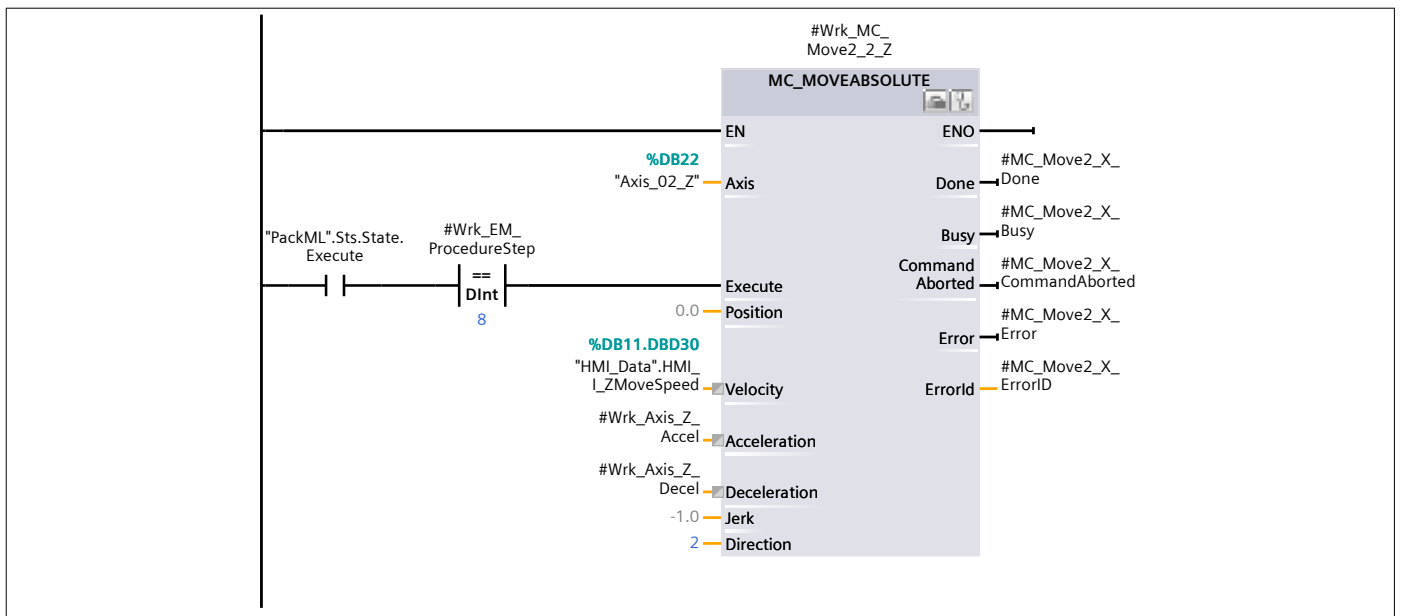 #Wrk_MC_
Move2_2_Z
MC_MOVEABSOLUTE
EN
ENO
%DB22
"Axis_02_Z"
Axis
Done
#MC_Move2_X_
Done
Busy
#MC_Move2_X_
Busy
"PackML".Sts.State.
Execute
#Wrk_EM_
ProcedureStep
==
DInt
8
Execute
Command
Aborted
#MC_Move2_X_
CommandAborted
0.0
Position
Error
#MC_Move2_X_
Error
%DB11.DBD30
"HMI_Data".HMI_
I_ZMoveSpeed
Velocity
ErrorId
#MC_Move2_X_
ErrorID
#Wrk_Axis_Z_
Accel
Acceleration
#Wrk_Axis_Z_
Decel
Deceleration
-1.0
Jerk
2
Direction